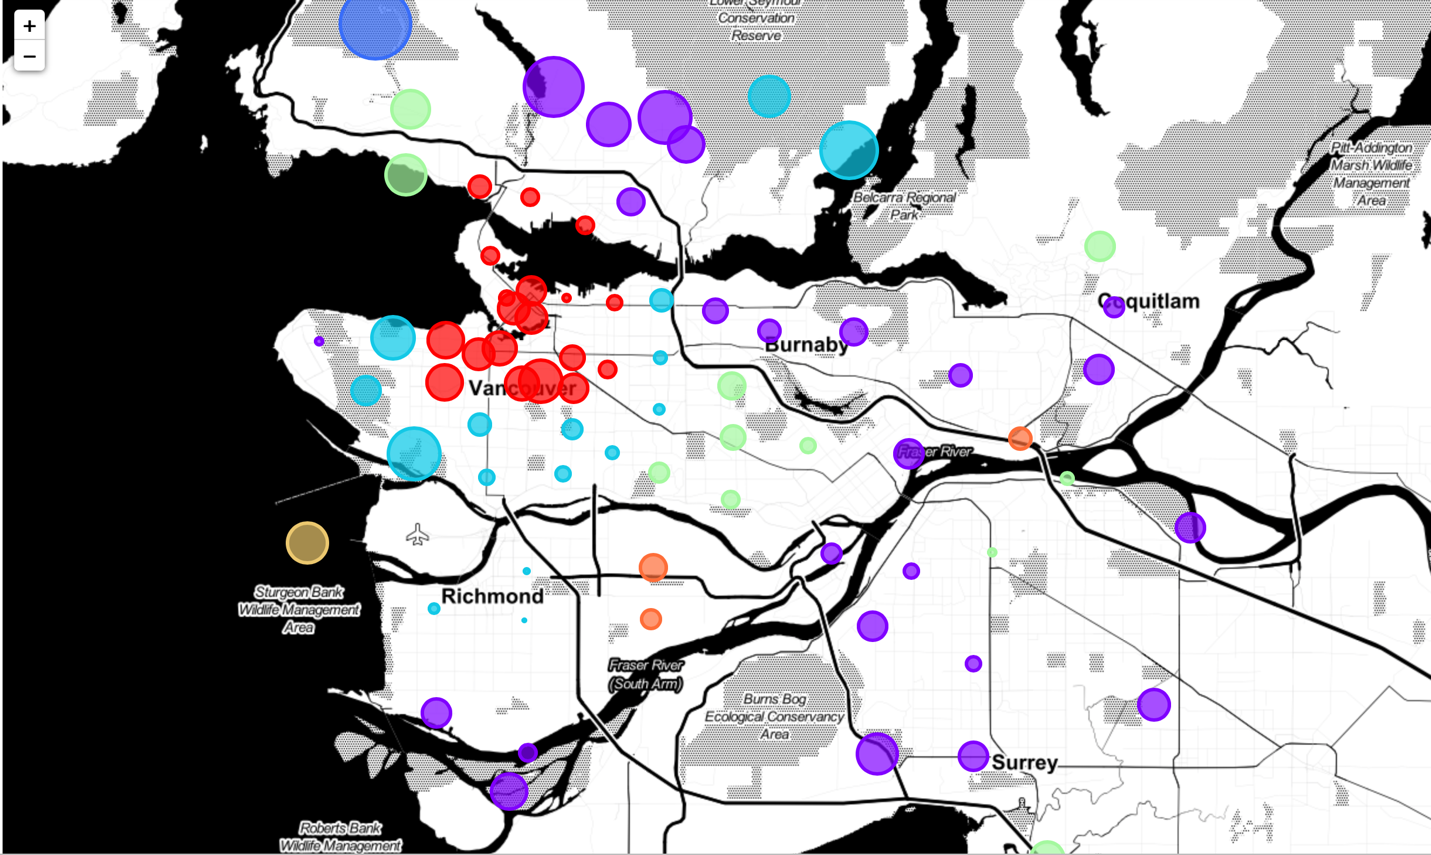 +
−
Lower Seymour
Conservation
Reserve
Pitt-Addington
Marsh Wildlife
Management
Area
Belcarra Regional
Park
Coquitlam
Burnaby
Vancouver
Fraser River
Sturgeon Bank
Wildlife Management
Area
Richmond
Fraser River
(South Arm)
Burns Bog
Ecological Conservancy
Area
Surrey
Roberts Bank
Wildlife Management